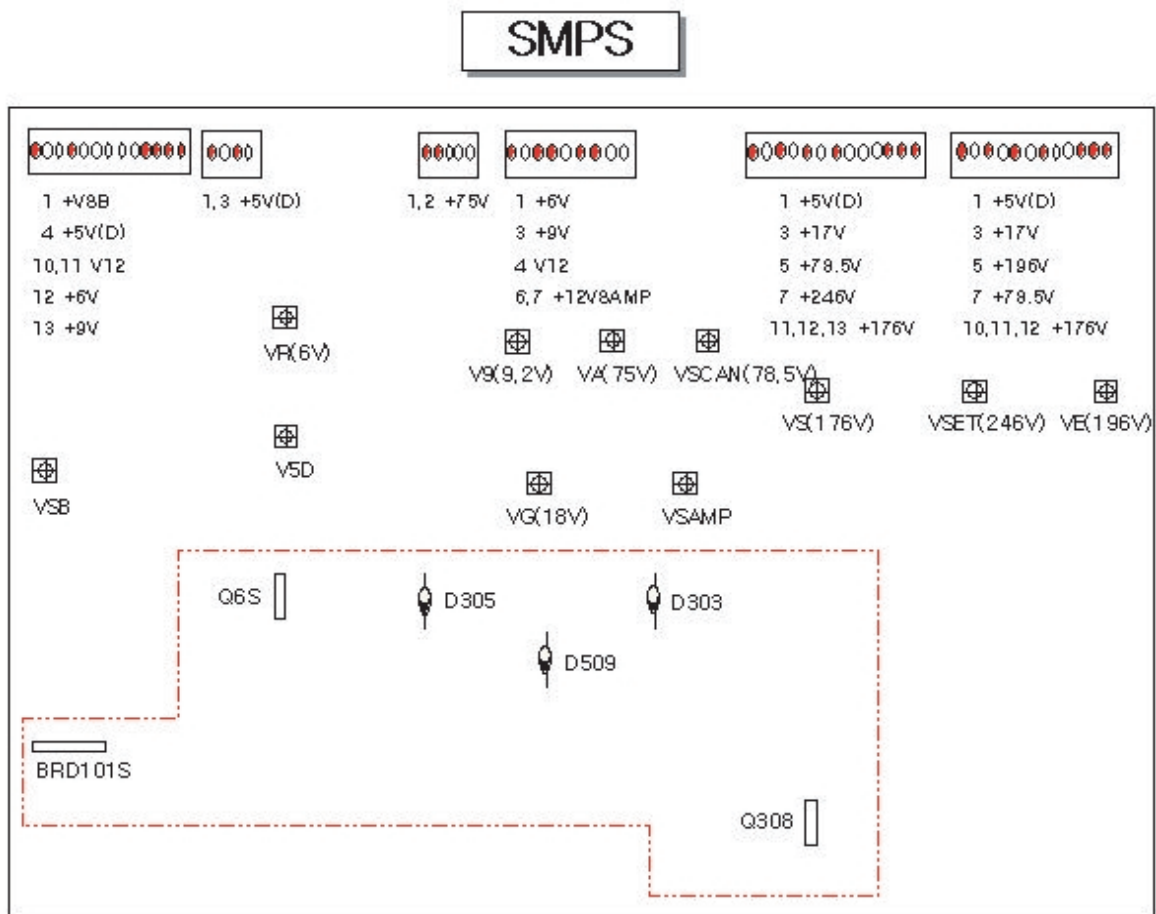 SMPS
1 +V8B
4 +5V(D)
10,11 V12
12 +6V
13 +9V
1,3 +5V(D)
1,2 +75V
1 +6V
3 +9V
4 V12
6,7 +12V8AMP
1 +5V(D)
3 +17V
5 +78.5V
7 +246V
11,12,13 +176V
1 +5V(D)
3 +17V
5 +196V
7 +78.5V
10,11,12 +176V
VR(6V)
V9(9,2V)
VA(75V)
VSCAN(78,5V)
VS(176V)
VSET(246V)
VE(196V)
V5D
VSB
VG(18V)
VSAMP
Q6S
D305
D303
D509
BRD101S
Q308